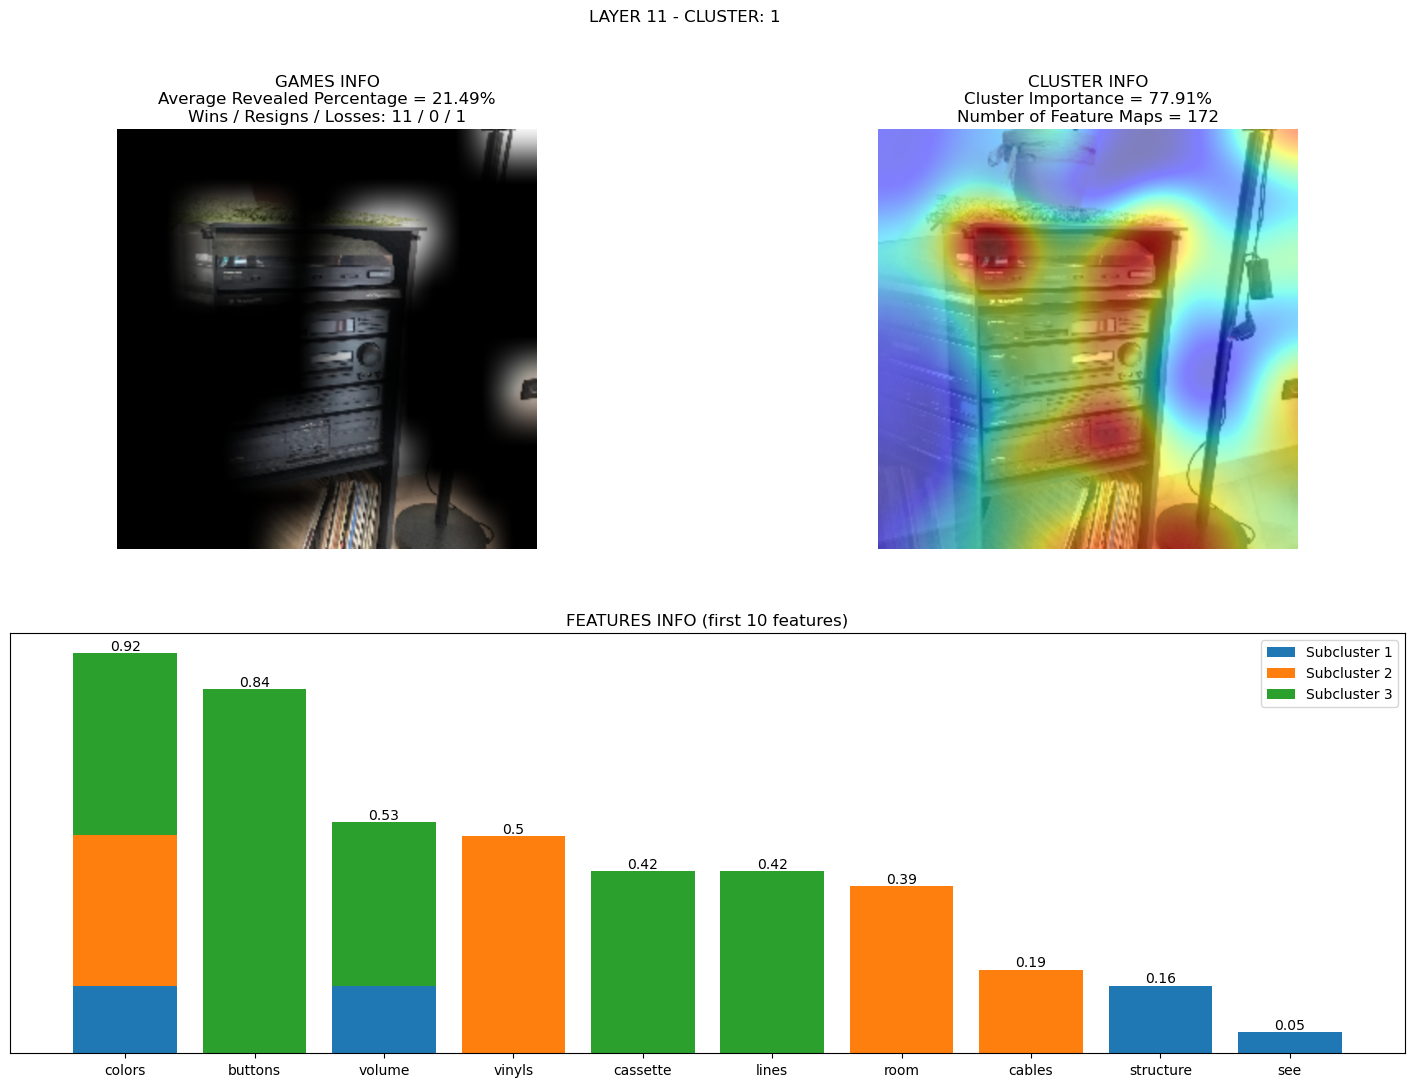 LAYER 11 - CLUSTER: 1
GAMES INFO
Average Revealed Percentage = 21.49%
Wins / Resigns / Losses: 11 / 0 / 1
CLUSTER INFO
Cluster Importance = 77.91%
Number of Feature Maps = 172
FEATURES INFO (first 10 features)
Subcluster 1
Subcluster 2
Subcluster 3
0.92
0.84
0.53
0.5
0.42
0.42
0.39
0.19
0.16
0.05
colors
buttons
volume
vinyls
cassette
lines
room
cables
structure
see